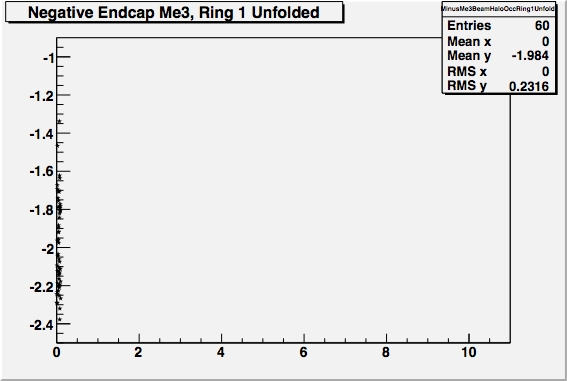 Negative Endcap Me3, Ring 1 Unfolded
MinusMe3BeamHaloOccRing1Unfold
Entries 60
Mean x 0
Mean y -1.984
RMS x 0
RMS y 0.2316
-1
-1.2
-1.4
-1.6
-1.8
-2
-2.2
-2.4
0 2 4 6 8 10